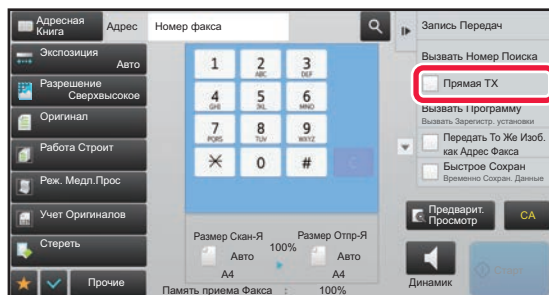 Адресная
Книга
Адрес
Номер факса
Экспозиция
Авто
Разрешение
Сверхвысокое
Оригинал
Работа Строит
Реж. Медл.Прос
Учет Оригиналов
Стереть
Прочие
1
2
ABC
3
DEF
4
GHI
5
JKL
6
MNO
7
PQRS
8
TUV
9
WXYZ
0
#
C
Размер Скан-Я
Авто
A4
100%
Размер Отпр-Я
Авто
A4
Память приема Факса : 100%
Запись Передач
Вызвать Номер Поиска
Прямая TX
Вызвать Программу
Вызвать Зарегистр. установки
Передать То Же Изоб.
как Адрес Факса
Быстрое Сохран
Временно Сохран. Данные
Предварит.
Просмотр
CA
Динамик
Старт